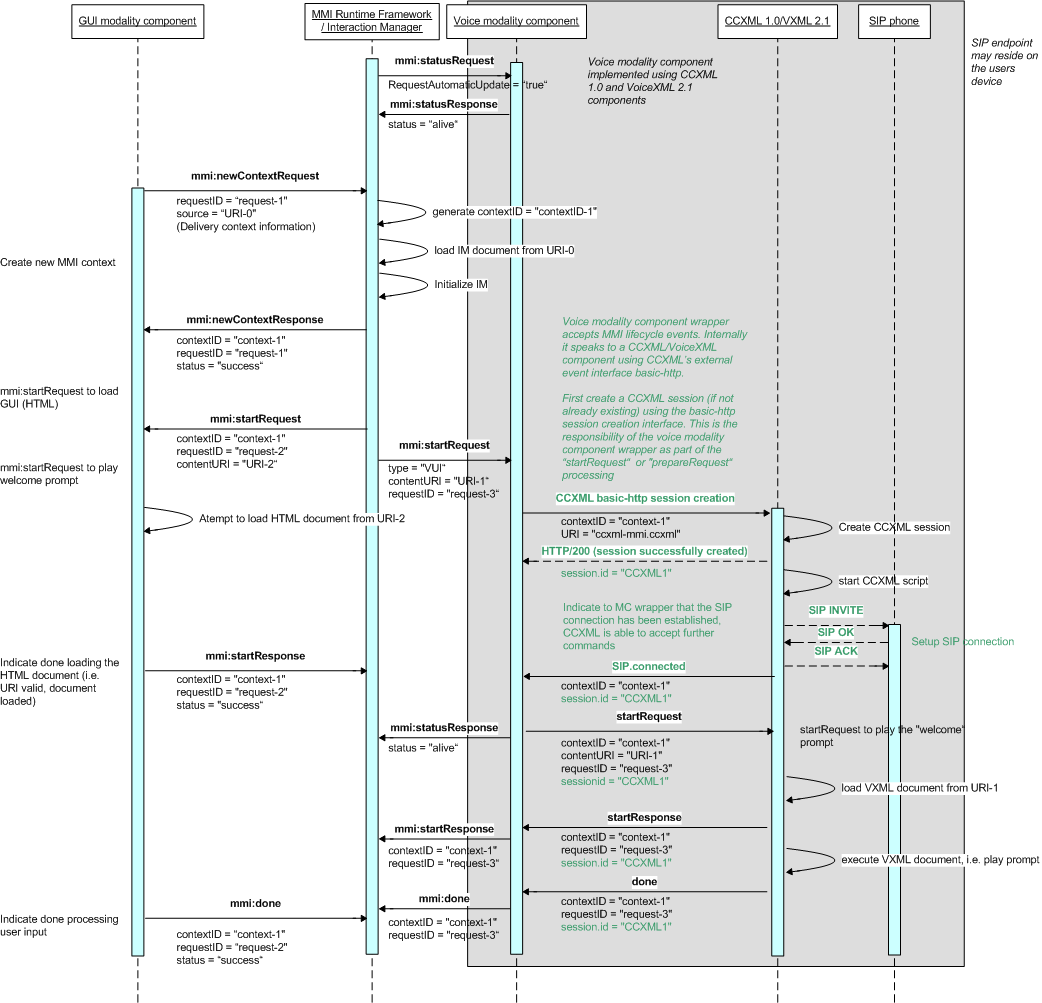 GUI modality component
MMI Runtime Framework
/ Interaction Manager
Voice modality component
CCXML 1.0/VXML 2.1
SIP phone
SIP endpoint
may reside on
the users
device
mmi:statusRequest
RequestAutomaticUpdate = "true“
Voice modality component
implemented using CCXML
1.0 and VoiceXML 2.1
components
mmi:statusResponse
status = "alive“
mmi:newContextRequest
requestID = "request-1"
source = "URI-0"
(Delivery context information)
generate contextID = "contextID-1"
load IM document from URI-0
Create new MMI context
Initialize IM
mmi:newContextResponse
contextID = "context-1"
requestID = "request-1"
status = "success“
Voice modality component wrapper
accepts MMI lifecycle events. Internally
it speaks to a CCXML/VoiceXML
component using CCXML's external
event interface basic-http.
First create a CCXML session (if not
already existing) using the basic-http
session creation interface. This is the
responsibility of the voice modality
component wrapper as part of the
"startRequest" or "prepareRequest"
processing
mmi:startRequest to load
GUI (HTML)
mmi:startRequest
contextID = "context-1"
requestID = "request-2"
contentURI = "URI-2“
mmi:startRequest to play
welcome prompt
mmi:startRequest
type = "VUI“
contentURI = "URI-1"
requestID = "request-3“
CCXML basic-http session creation
contextID = "context-1"
URI = "ccxml-mmi.ccxml"
Atempt to load HTML document from URI-2
Create CCXML session
HTTP/200 (session successfully created)
session.id = "CCXML1"
start CCXML script
Indicate to MC wrapper that the SIP
connection has been established,
CCXML is able to accept further
commands
SIP INVITE
SIP OK
SIP ACK
Setup SIP connection
Indicate done loading the
HTML document (i.e.
URI valid, document
loaded)
mmi:startResponse
contextID = "context-1"
requestID = "request-2"
status = "success“
SIP.connected
contextID = "context-1"
session.id = "CCXML1"
mmi:statusResponse
status = "alive“
startRequest
contextID = "context-1"
contentURI = "URI-1"
requestID = "request-3"
sessionid = "CCXML1"
startRequest to play the "welcome“
prompt
load VXML document from URI-1
startResponse
contextID = "context-1"
requestID = "request-3"
session.id = "CCXML1"
mmi:startResponse
contextID = "context-1"
requestID = "request-3“
execute VXML document, i.e. play prompt
done
contextID = "context-1"
requestID = "request-3"
session.id = "CCXML1"
mmi:done
contextID = "context-1"
requestID = "request-3“
Indicate done processing
user input
mmi:done
contextID = "context-1"
requestID = "request-2"
status = "success“